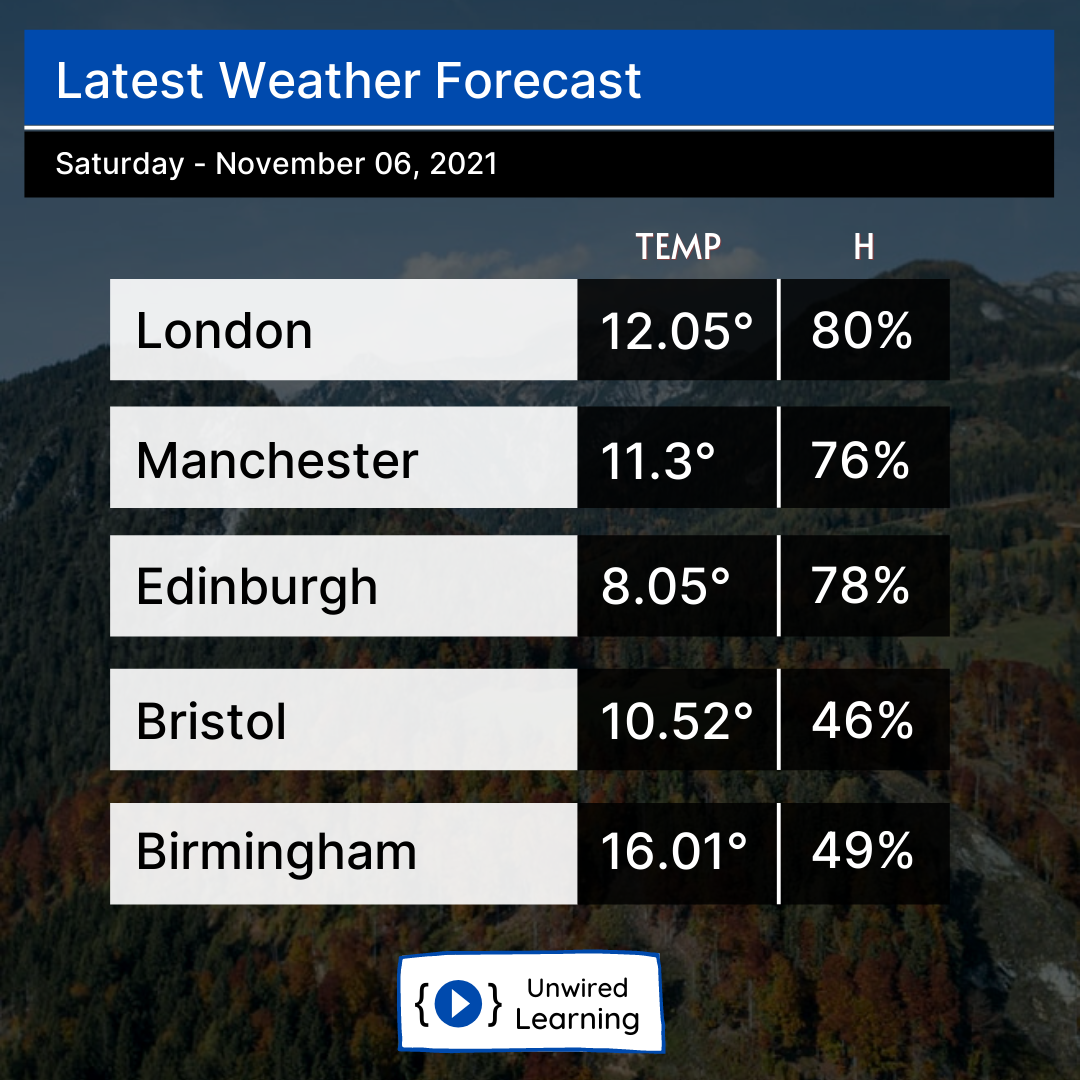 Latest Weather Forecast
Saturday - November 06, 2021
TEMP H
London 12.05° 80%
Manchester 11.3° 76%
Edinburgh 8.05° 78%
Bristol 10.52° 46%
Birmingham 16.01° 49%
{ } Unwired
Learning